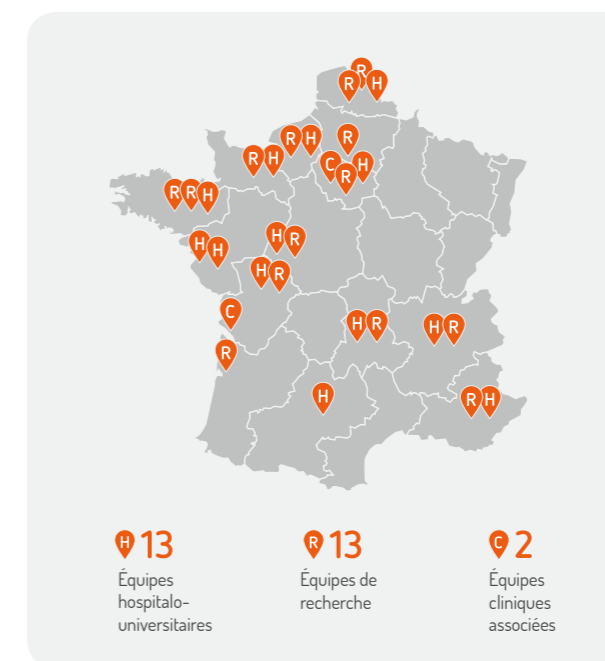 R
R H
R H R
R H C H
R
R R H
H H H R
H R
C
H R H R
R
H R H
H 13 R 13 C 2
Équipes
hospitalo-
universitaires
Équipes de
recherche
Équipes
cliniques
associées